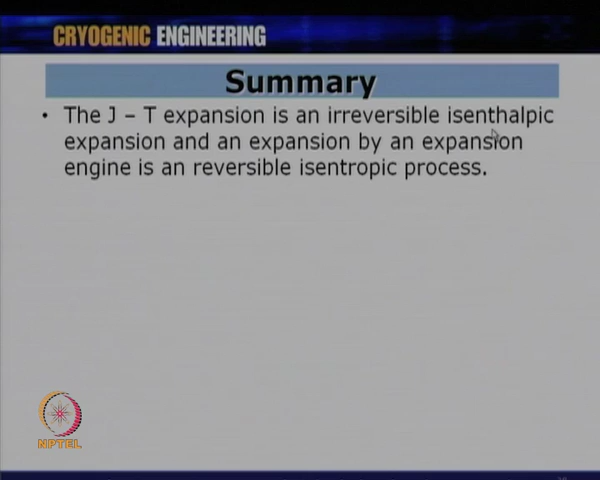 CRYOGENIC ENGINEERING
Summary
• The J – T expansion is an irreversible isenthalpic
expansion and an expansion by an expansion
engine is an reversible isentropic process.
NPTEL